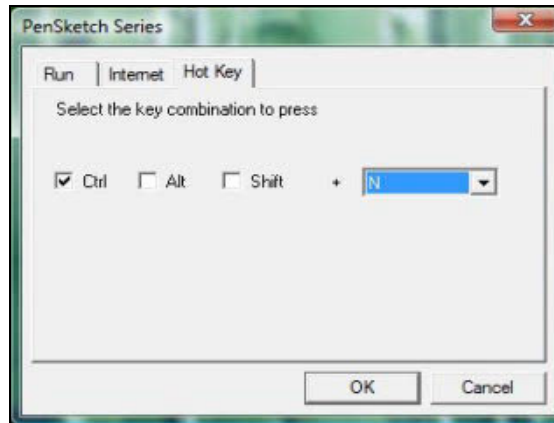 PenSketch Series
Run Internet Hot Key
Select the key combination to press
Ctrl Alt Shift + N
OK Cancel